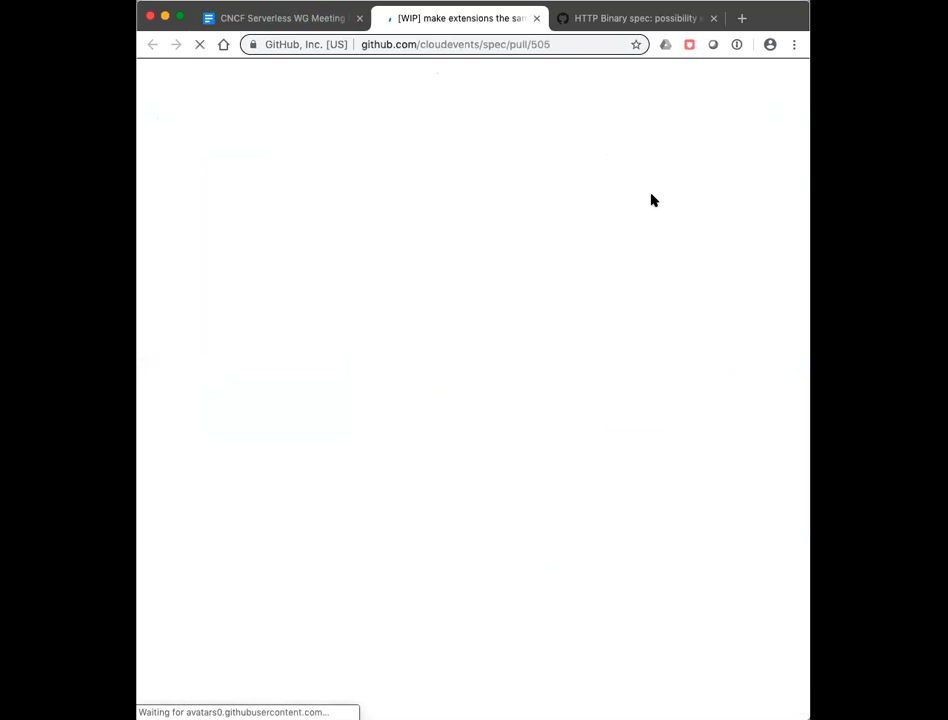 CNCF Serverless WG Meeting
[WIP] make extensions the sa
HTTP Binary spec: possibility
GitHub, Inc. [US]
github.com/cloudevents/spec/pull/505
Waiting for avatars0.githubusercontent.com...